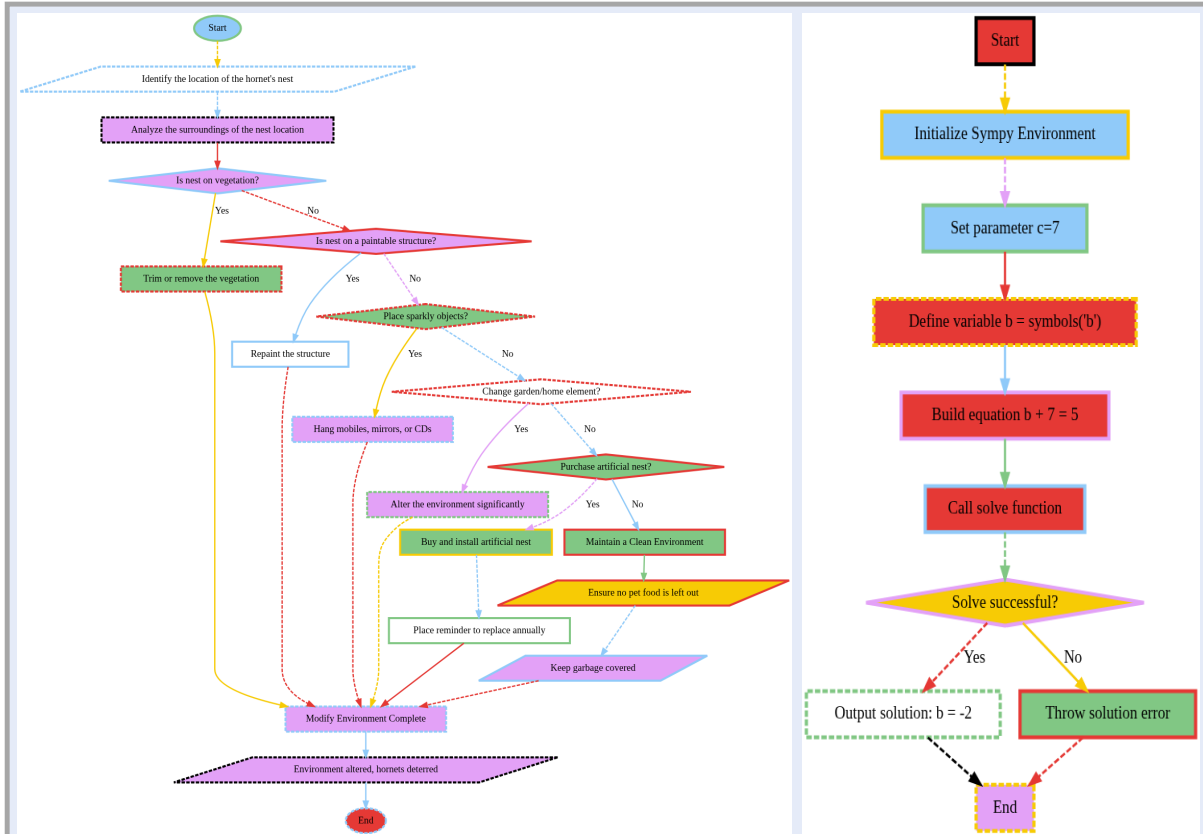 Start
Identify the location of the hornet's nest
Analyze the surroundings of the nest location
Is nest on vegetation?
Yes
No
Is nest on a paintable structure?
Trim or remove the vegetation
Yes
No
Place sparkly objects?
Repaint the structure
Yes
No
Change garden/home element?
Hang mobiles, mirrors, or CDs
Yes
No
Purchase artificial nest?
Alter the environment significantly
Yes
No
Buy and install artificial nest
Maintain a Clean Environment
Ensure no pet food is left out
Place reminder to replace annually
Keep garbage covered
Modify Environment Complete
Environment altered, hornets deterred
End
Start
Initialize Sympy Environment
Set parameter c=7
Define variable b = symbols('b')
Build equation b + 7 = 5
Call solve function
Solve successful?
Yes
No
Output solution: b = -2
Throw solution error
End